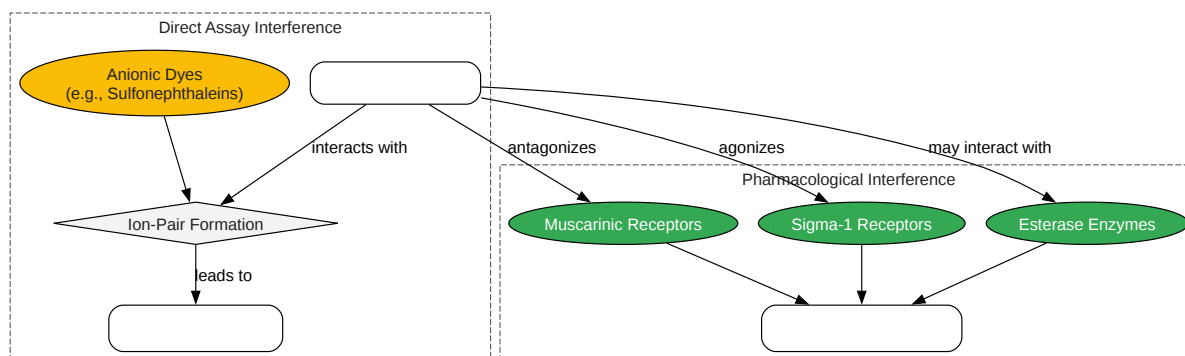 Direct Assay Interference
Anionic Dyes
(e.g., Sulfonephthaleins)
interacts with
antagonizes
agonizes
may interact with
Pharmacological Interference
Ion-Pair Formation
Muscarinic Receptors
Sigma-1 Receptors
Esterase Enzymes
leads to